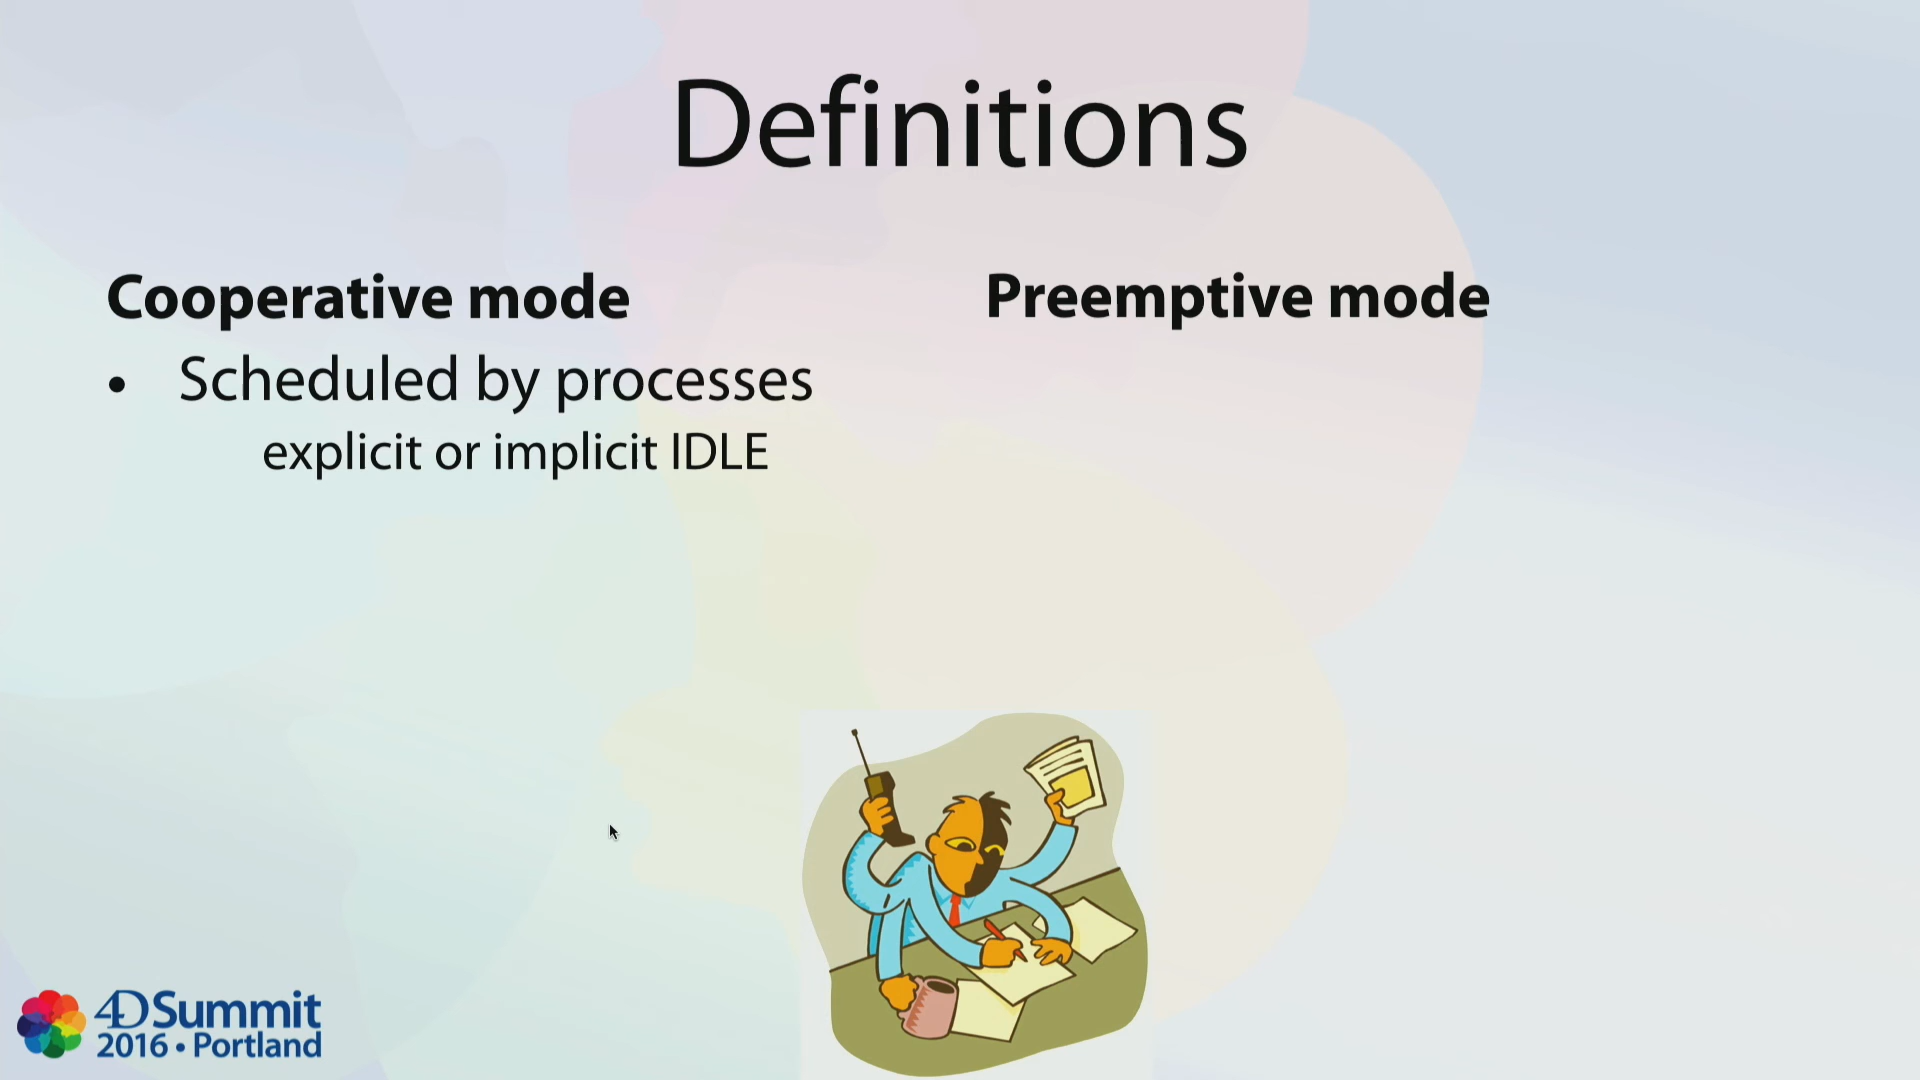 Definitions
Cooperative mode
• Scheduled by processes
explicit or implicit IDLE
Preemptive mode
4D Summit
2016 • Portland